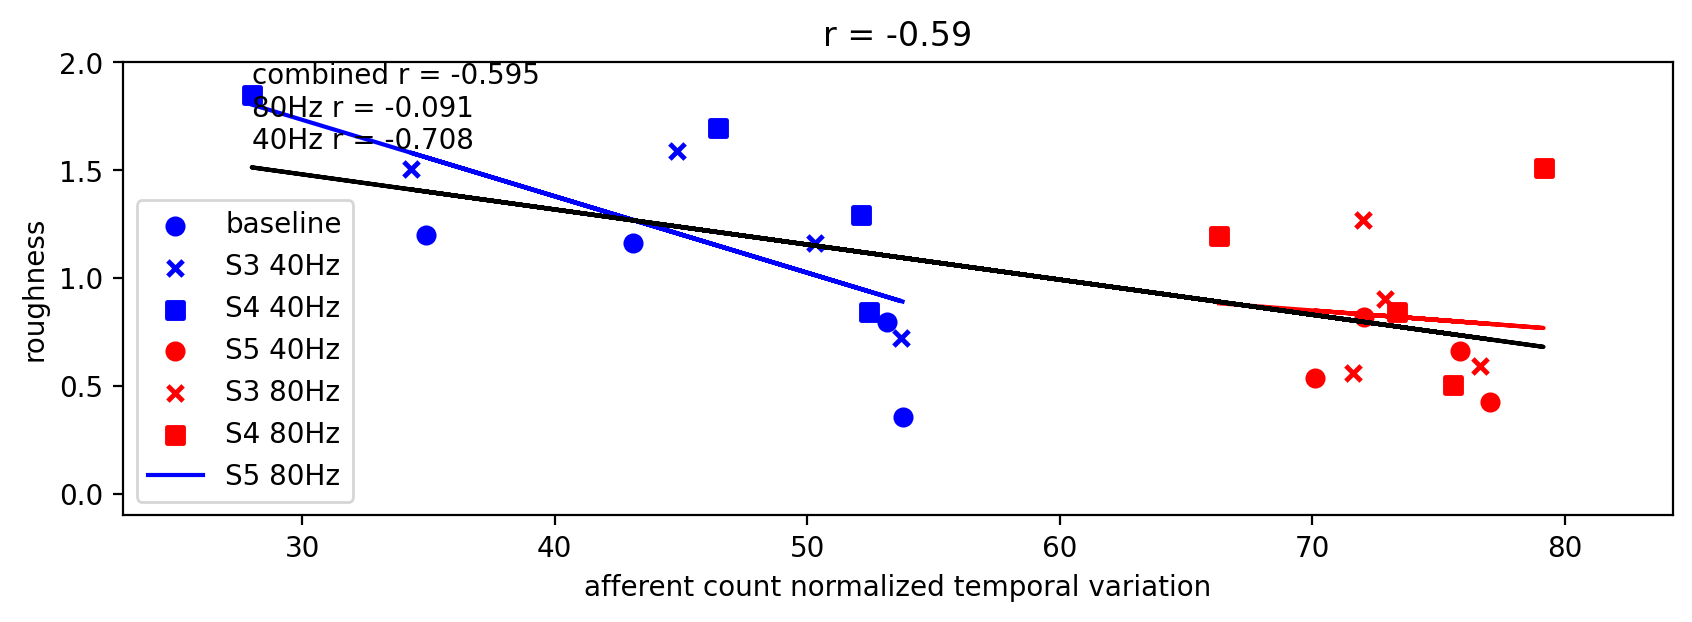 r = -0.59
combined r = -0.595
80Hz r = -0.091
40Hz r = -0.708
2.0
1.5
1.0
0.5
0.0
roughness
baseline
S3 40Hz
S4 40Hz
S5 40Hz
S3 80Hz
S4 80Hz
S5 80Hz
30 40 50 60 70 80
afferent count normalized temporal variation